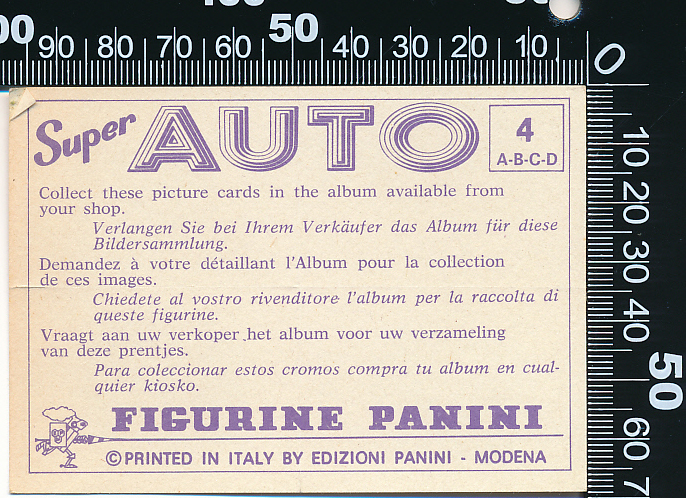 00 90 80 70 60 50 40 30 20 10 0
Super AUTO
4
A-B-C-D
Collect these picture cards in the album available from
your shop.
Verlangen Sie bei Ihrem Verkäufer das Album für diese
Bildersammlung.
Demandez à votre détaillant l'Album pour la collection
de ces images.
Chiedete al vostro rivenditore l'album per la raccolta di
queste figurine.
Vraagt aan uw verkoper het album voor uw verzameling
van deze prentjes.
Para coleccionar estos cromos compra tu album en cual-
quier kiosko.
FIGURINE PANINI
©PRINTED IN ITALY BY EDIZIONI PANINI - MODENA
10 20 30 40 50 60 7